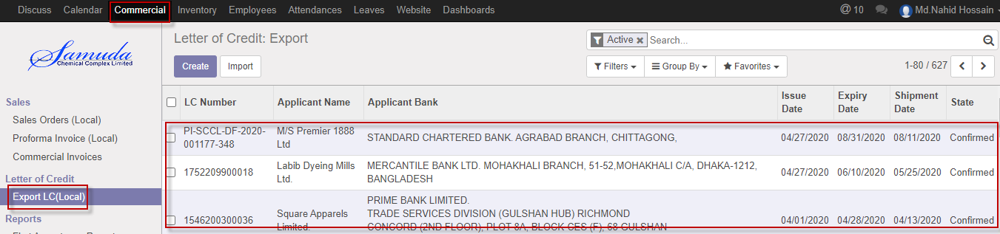 Discuss Calendar Commercial Inventory Employees Attendances Leaves Website Dashboards @ 10 Md.Nahid Hossain
Samuda
Chemical Complex Limited
Letter of Credit: Export
Active Search...
Create Import
Filters Group By Favorites 1-80 / 627
Sales
Sales Orders (Local)
Proforma Invoice (Local)
Commercial Invoices
Letter of Credit
Export LC(Local)
Reports
LC Number Applicant Name Applicant Bank Issue Date Expiry Date Shipment Date State
PI-SCCL-DF-2020-
001177-348
M/S Premier 1888
Ltd
STANDARD CHARTERED BANK. AGRABAD BRANCH, CHITTAGONG,
04/27/2020 08/31/2020 08/11/2020 Confirmed
1752209900018
Labib Dyeing Mills
Ltd.
MERCANTILE BANK LTD. MOHAKHALI BRANCH, 51-52,MOHAKHALI C/A, DHAKA-1212,
BANGLADESH
04/27/2020 06/10/2020 05/25/2020 Confirmed
1546200300036
Square Apparels
Limited.
PRIME BANK LIMITED.
TRADE SERVICES DIVISION (GULSHAN HUB) RICHMOND
CONCORD (2ND FLOOR), PLOT-8A, BLOCK-CES (F), 68 GULSHAN
04/01/2020 04/28/2020 04/13/2020 Confirmed